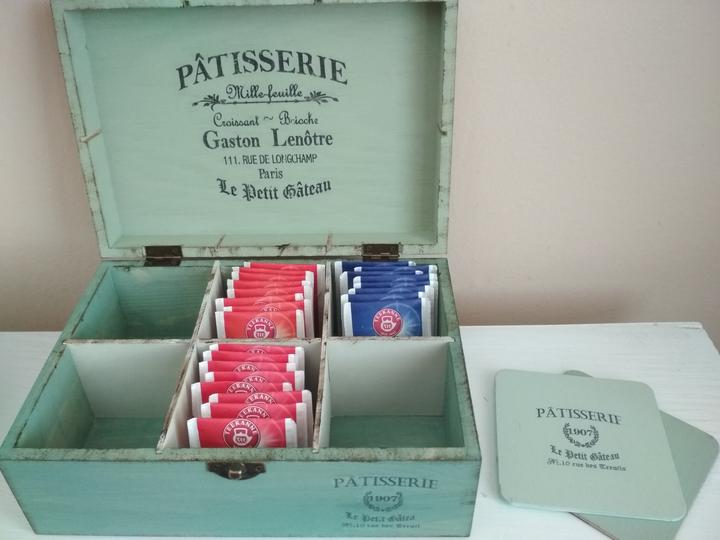 PÂTISSERIE
Mille-feuille
Croissant ~ Brioche
Gaston Lenôtre
111. RUE DE LONGCHAMP
Paris
Le Petit Gâteau
TEEKANNE
TEEKANNE
TEEKANNE
PÂTISSERIE
1907
Le Petit Gâteau
PÂTISSERIE
1907
Le Petit Gâteau